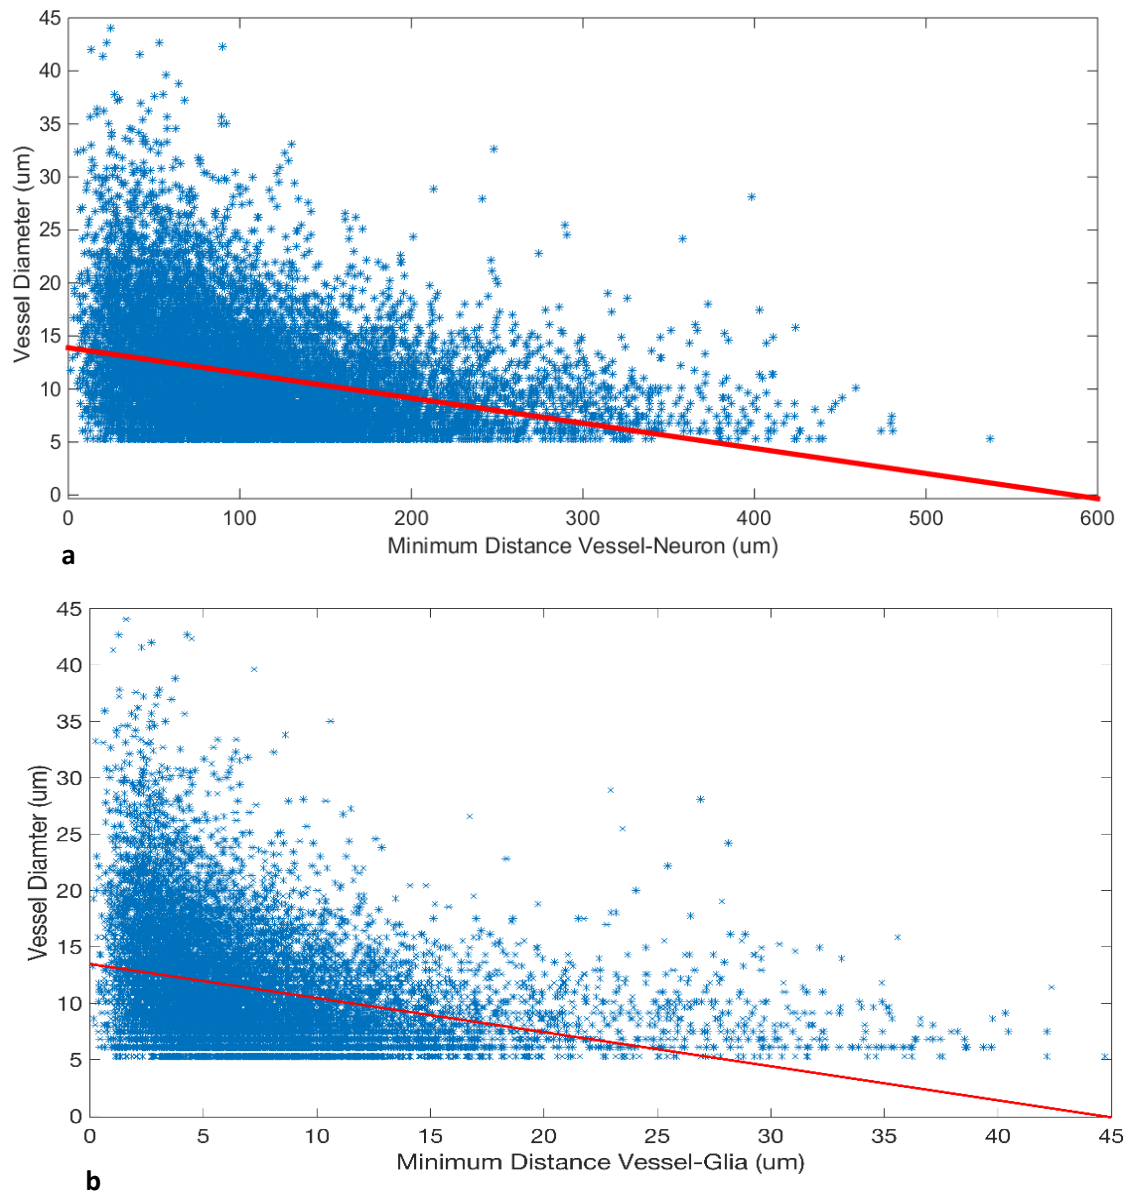 45
40
35
30
25
20
15
10
5
0
Vessel Diameter (um)
0 100 200 300 400 500 600
Minimum Distance Vessel-Neuron (um)
a
45
40
35
30
25
20
15
10
5
0
Vessel Diamter (um)
0 5 10 15 20 25 30 35 40 45
Minimum Distance Vessel-Glia (um)
b